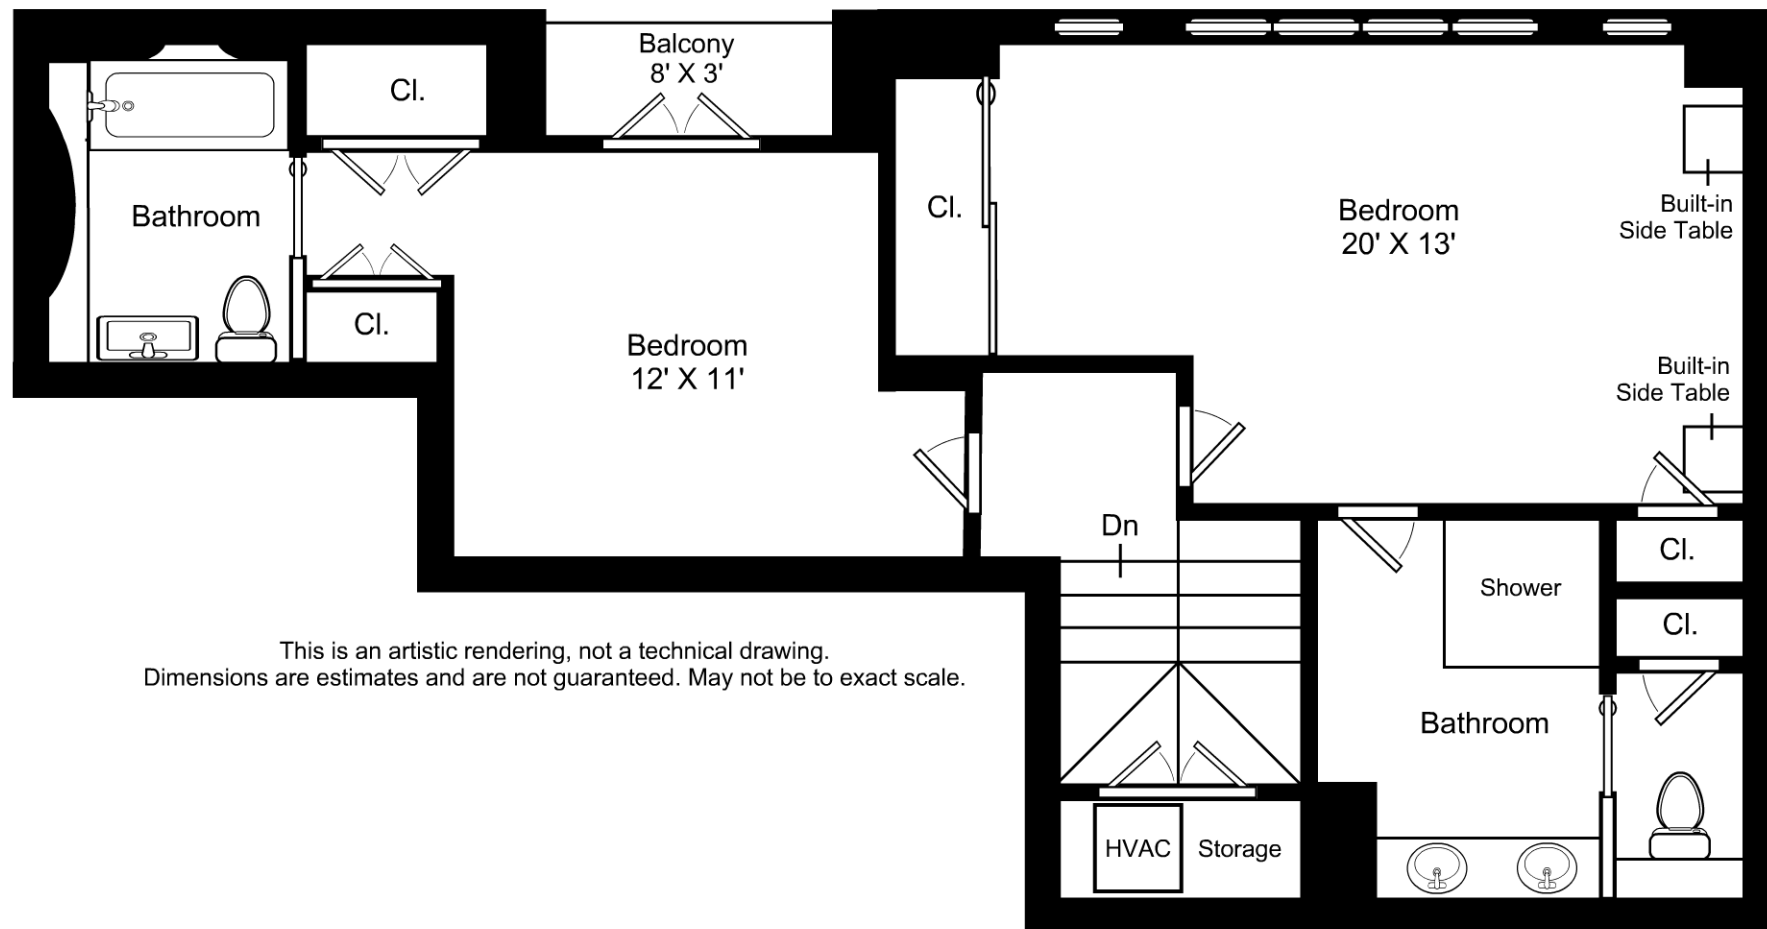 Balcony
8' X 3'
Cl.
Bathroom
Cl.
Bedroom
12' X 11'
Cl.
Bedroom
20' X 13'
Built-in
Side Table
Built-in
Side Table
Dn
Cl.
Shower
Cl.
Bathroom
HVAC
Storage
This is an artistic rendering, not a technical drawing.
Dimensions are estimates and are not guaranteed. May not be to exact scale.